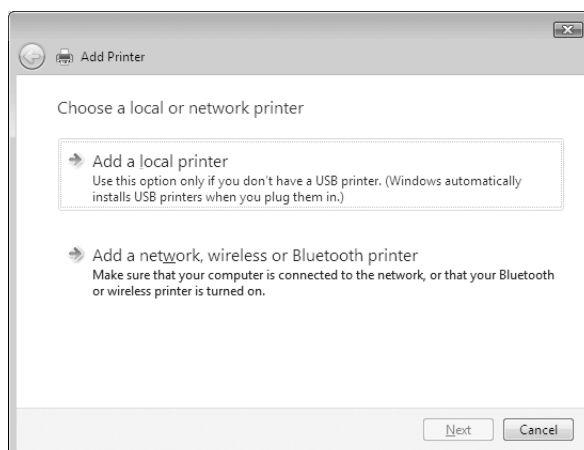 Add Printer
Choose a local or network printer
Add a local printer
Use this option only if you don't have a USB printer. (Windows automatically
installs USB printers when you plug them in.)
Add a network, wireless or Bluetooth printer
Make sure that your computer is connected to the network, or that your Bluetooth
or wireless printer is turned on.
Next Cancel